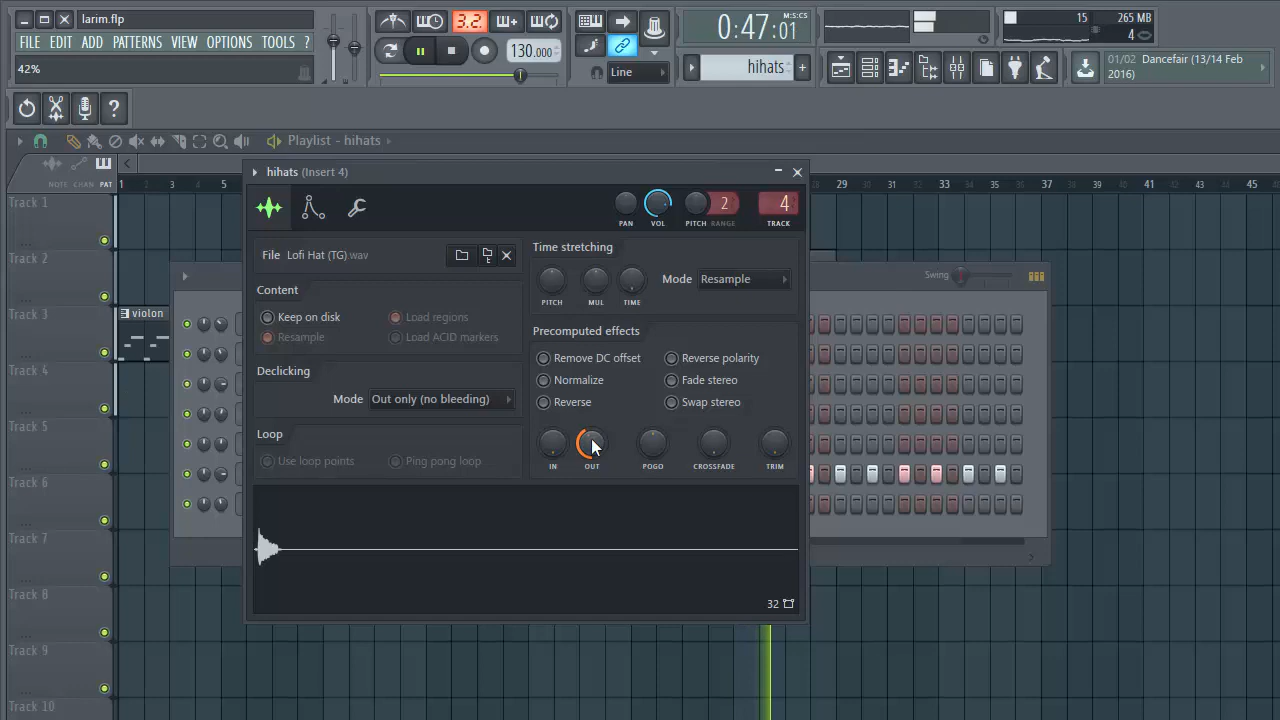 larim.flp
FILE EDIT ADD PATTERNS VIEW OPTIONS TOOLS ?
42%
3.2
130.000
Line
0:47:01
M:S:CS
hihats
15
265 MB
4
01/02 Dancefair (13/14 Feb
2016)
Playlist - hihats
NOTE CHAN PAT
1 3 5 29 31 33 35 37 39 41 43 45
Track 1
Track 2
Track 3
Track 4
Track 5
Track 6
Track 7
Track 8
Track 9
Track 10
violon
Swing
hihats (Insert 4)
PAN VOL PITCH RANGE TRACK
2
4
File Lofi Hat (TG).wav
Content
Keep on disk
Load regions
Resample
Load ACID markers
Declicking
Mode Out only (no bleeding)
Loop
Use loop points
Ping pong loop
Time stretching
PITCH MUL TIME
Mode Resample
Precomputed effects
Remove DC offset
Reverse polarity
Normalize
Fade stereo
Reverse
Swap stereo
IN OUT POGO CROSSFADE TRIM
32